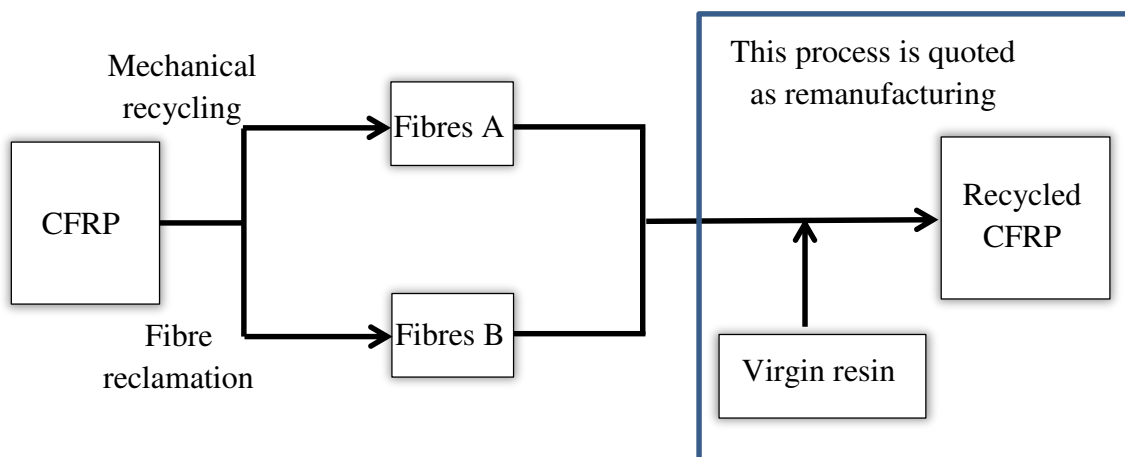 Mechanical
recycling
CFRP
Fibres A
Fibre
reclamation
Fibres B
This process is quoted
as remanufacturing
Recycled
CFRP
Virgin resin